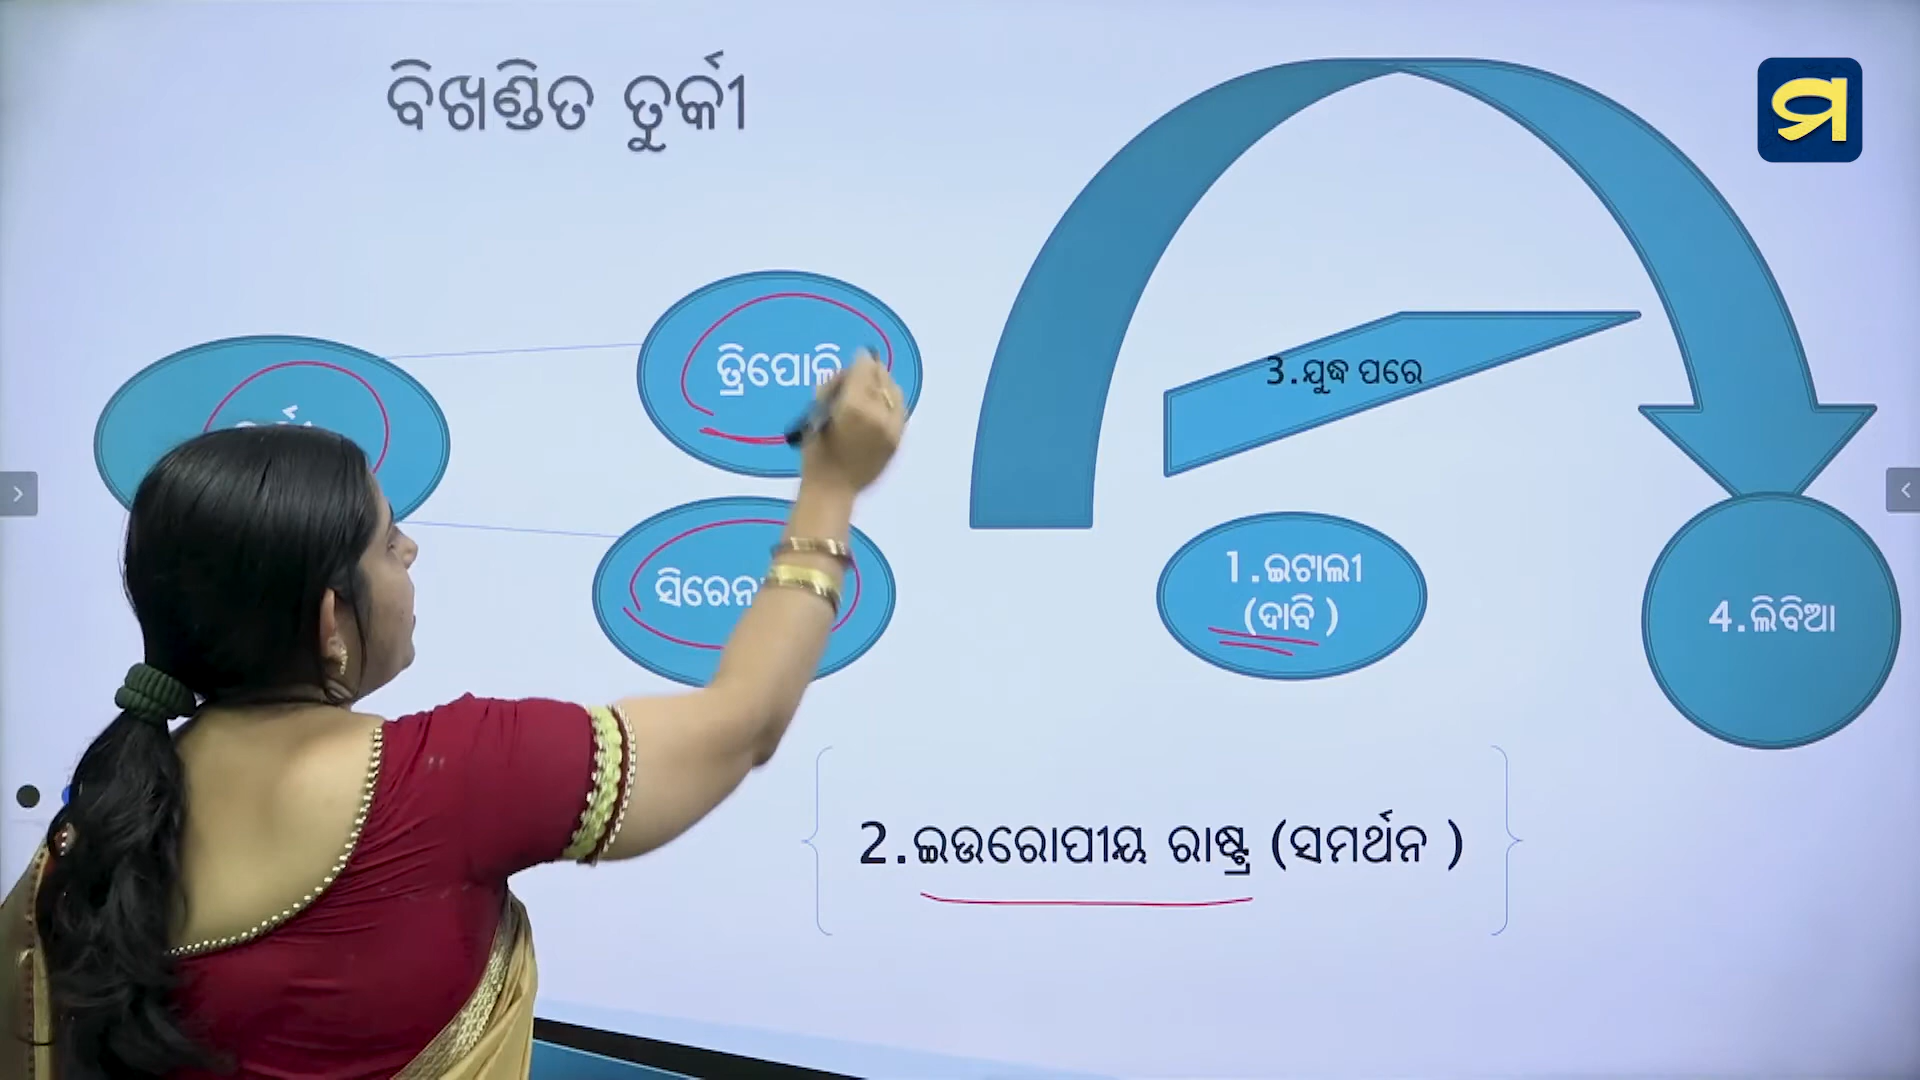 ବିଖଣ୍ଡିତ ତୁର୍କୀ
ମ
ତ୍ରିପୋଲି
3.ଯୁଦ୍ଧ ପରେ
1.ଇଟାଲୀ
(ଦାବି )
4.ଲିବିଆ
2.ଇଉରୋପୀୟ ରାଷ୍ଟ୍ର (ସମର୍ଥନ )